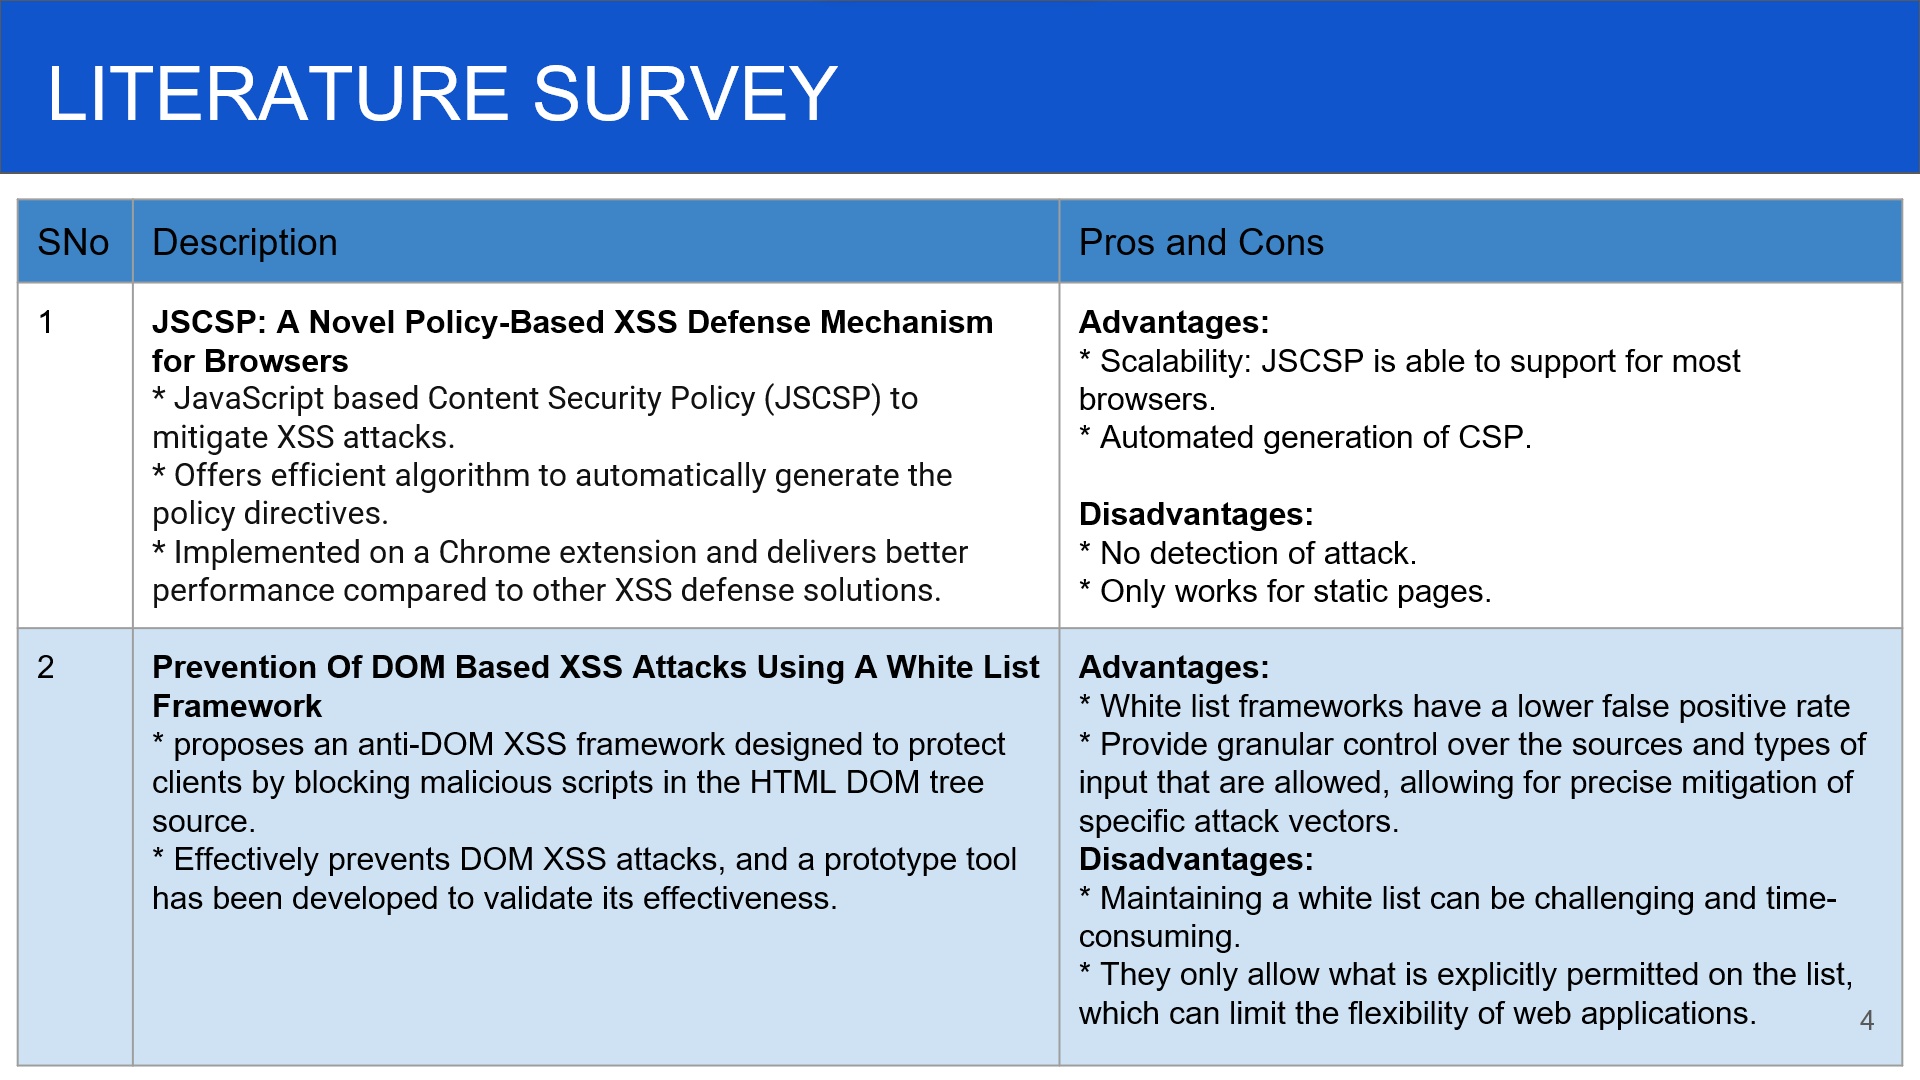 LITERATURE SURVEY
SNo
Description
Pros and Cons
1
JSCSP: A Novel Policy-Based XSS Defense Mechanism
for Browsers
* JavaScript based Content Security Policy (JSCSP) to
mitigate XSS attacks.
* Offers efficient algorithm to automatically generate the
policy directives.
* Implemented on a Chrome extension and delivers better
performance compared to other XSS defense solutions.
Advantages:
* Scalability: JSCSP is able to support for most
browsers.
* Automated generation of CSP.
Disadvantages:
* No detection of attack.
* Only works for static pages.
2
Prevention Of DOM Based XSS Attacks Using A White List
Framework
* proposes an anti-DOM XSS framework designed to protect
clients by blocking malicious scripts in the HTML DOM tree
source.
* Effectively prevents DOM XSS attacks, and a prototype tool
has been developed to validate its effectiveness.
Advantages:
* White list frameworks have a lower false positive rate
* Provide granular control over the sources and types of
input that are allowed, allowing for precise mitigation of
specific attack vectors.
Disadvantages:
* Maintaining a white list can be challenging and time-
consuming.
* They only allow what is explicitly permitted on the list,
which can limit the flexibility of web applications.
4